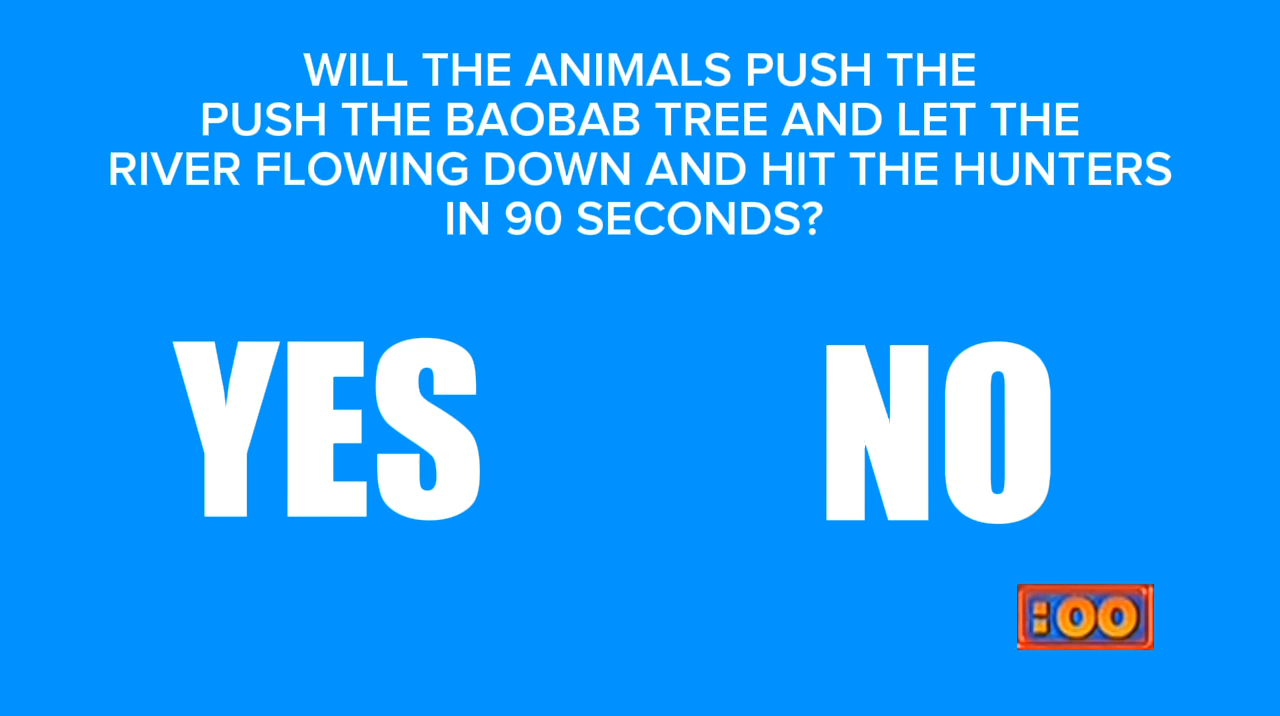 WILL THE ANIMALS PUSH THE
PUSH THE BAOBAB TREE AND LET THE
RIVER FLOWING DOWN AND HIT THE HUNTERS
IN 90 SECONDS?
YES NO
:00